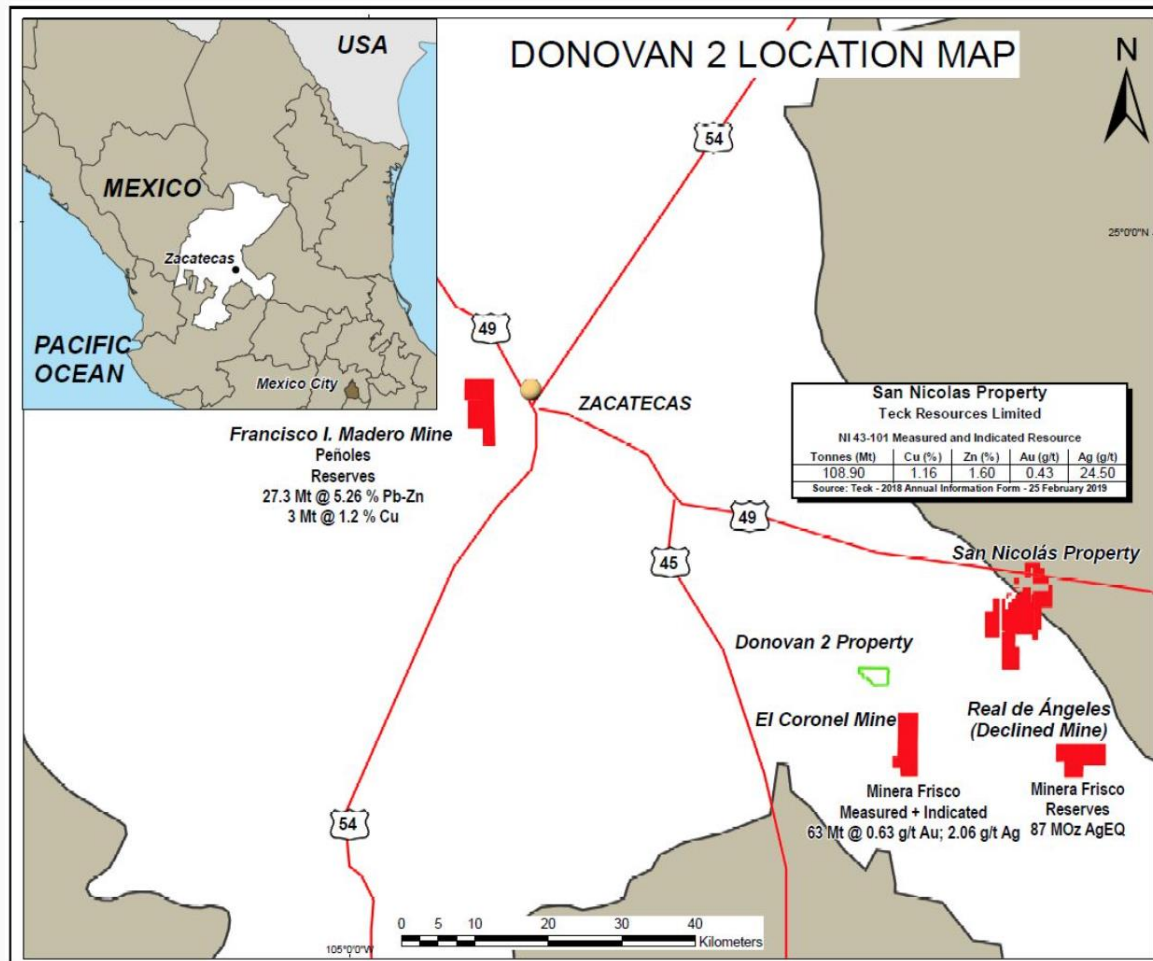 DONOVAN 2 LOCATION MAP
N
USA
MEXICO
Zacatecas
PACIFIC
OCEAN
Mexico City
54
25°0'0"N
49
ZACATECAS
Francisco I. Madero Mine
Peñoles
Reserves
27.3 Mt @ 5.26 % Pb-Zn
3 Mt @ 1.2 % Cu
San Nicolas Property
Teck Resources Limited
NI 43-101 Measured and Indicated Resource
Tonnes (Mt) Cu (%) Zn (%) Au (g/t) Ag (g/t)
108.90 1.16 1.60 0.43 24.50
Source: Teck - 2018 Annual Information Form - 25 February 2019
49
45
San Nicolás Property
Donovan 2 Property
El Coronel Mine
Minera Frisco
Measured + Indicated
63 Mt @ 0.63 g/t Au; 2.06 g/t Ag
Real de Ángeles
(Declined Mine)
Minera Frisco
Reserves
87 MOz AgEQ
54
0 5 10 20 30 40
Kilometers
105°0'0"W